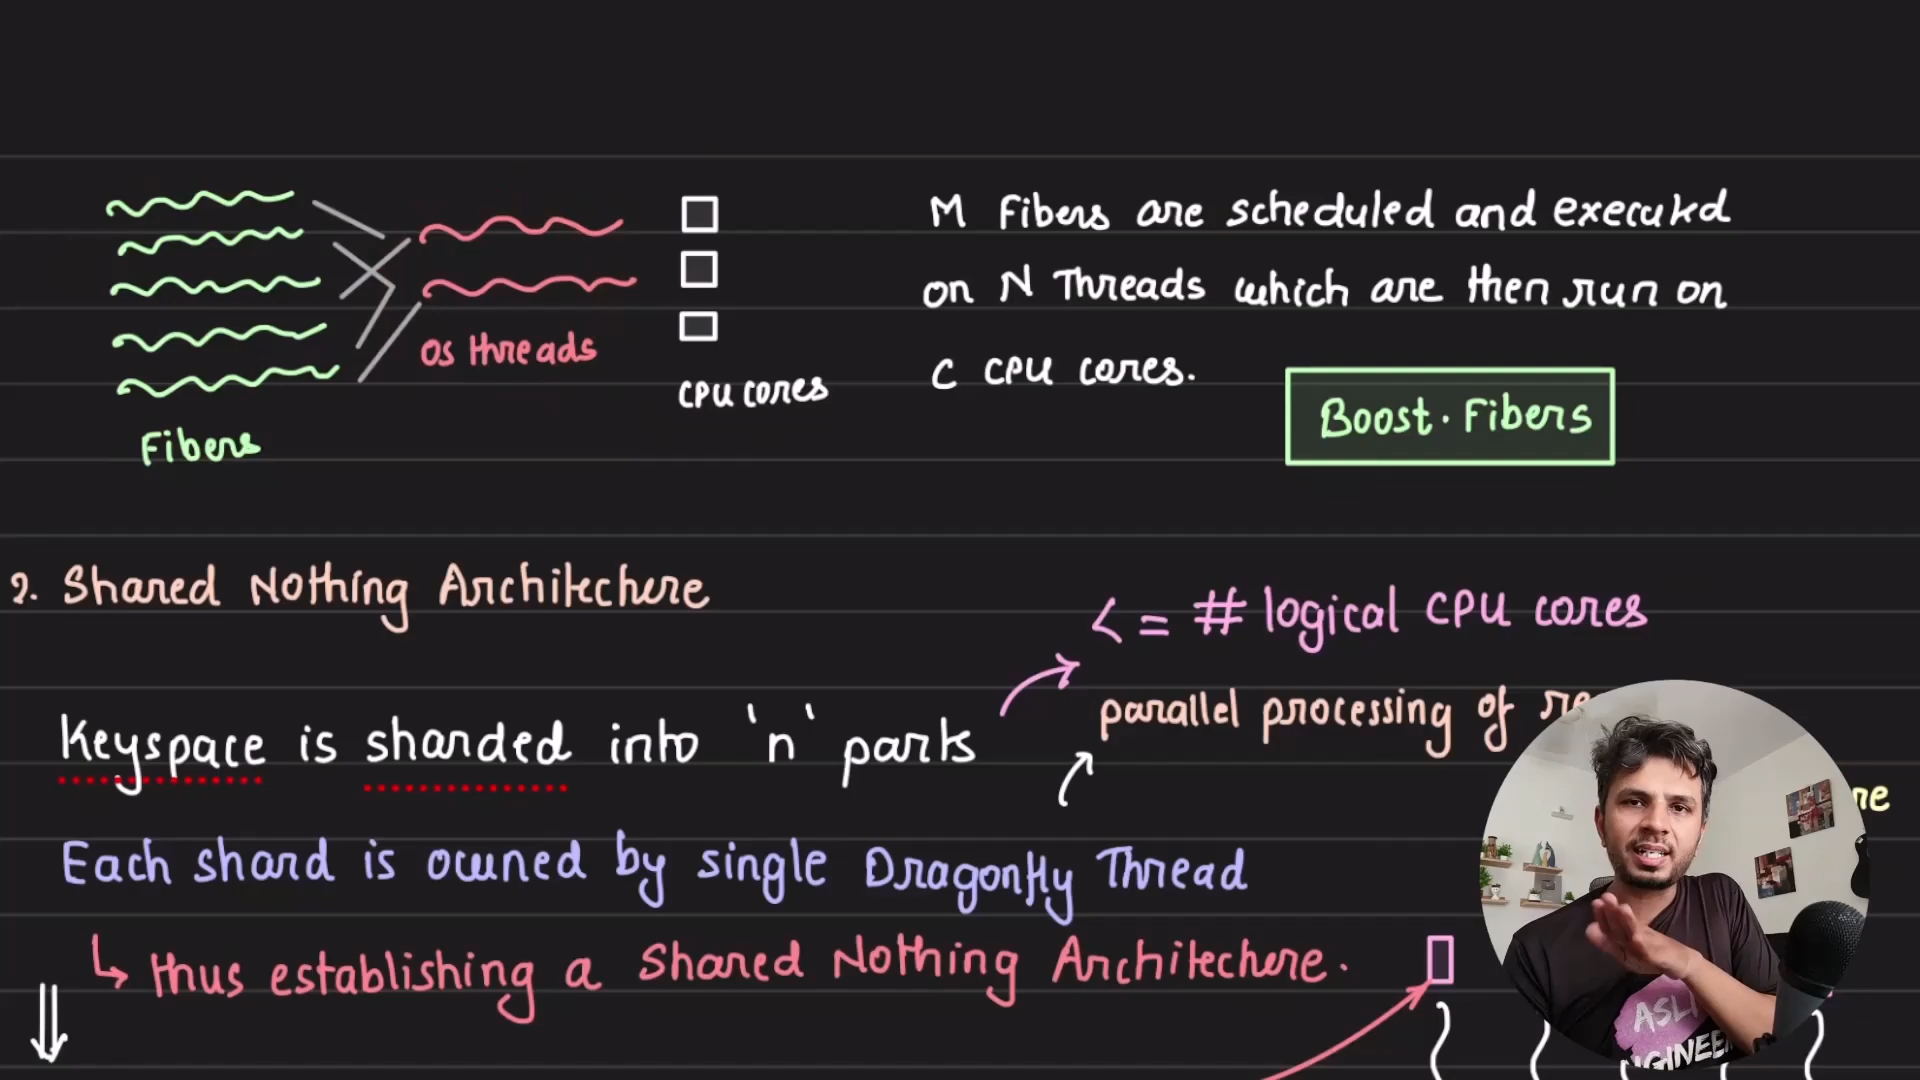 M Fibers are scheduled and executed
on N Threads which are then run on
C CPU cores.
OS threads
CPU cores
Boost.Fibers
Fibers
2. Shared Nothing Architecture
<= # logical CPU cores
parallel processing of
Keyspace is sharded into 'n' parts
Each shard is owned by single Dragonfly Thread
↳ thus establishing a Shared Nothing Architecture.
ASLI
ENGINEE